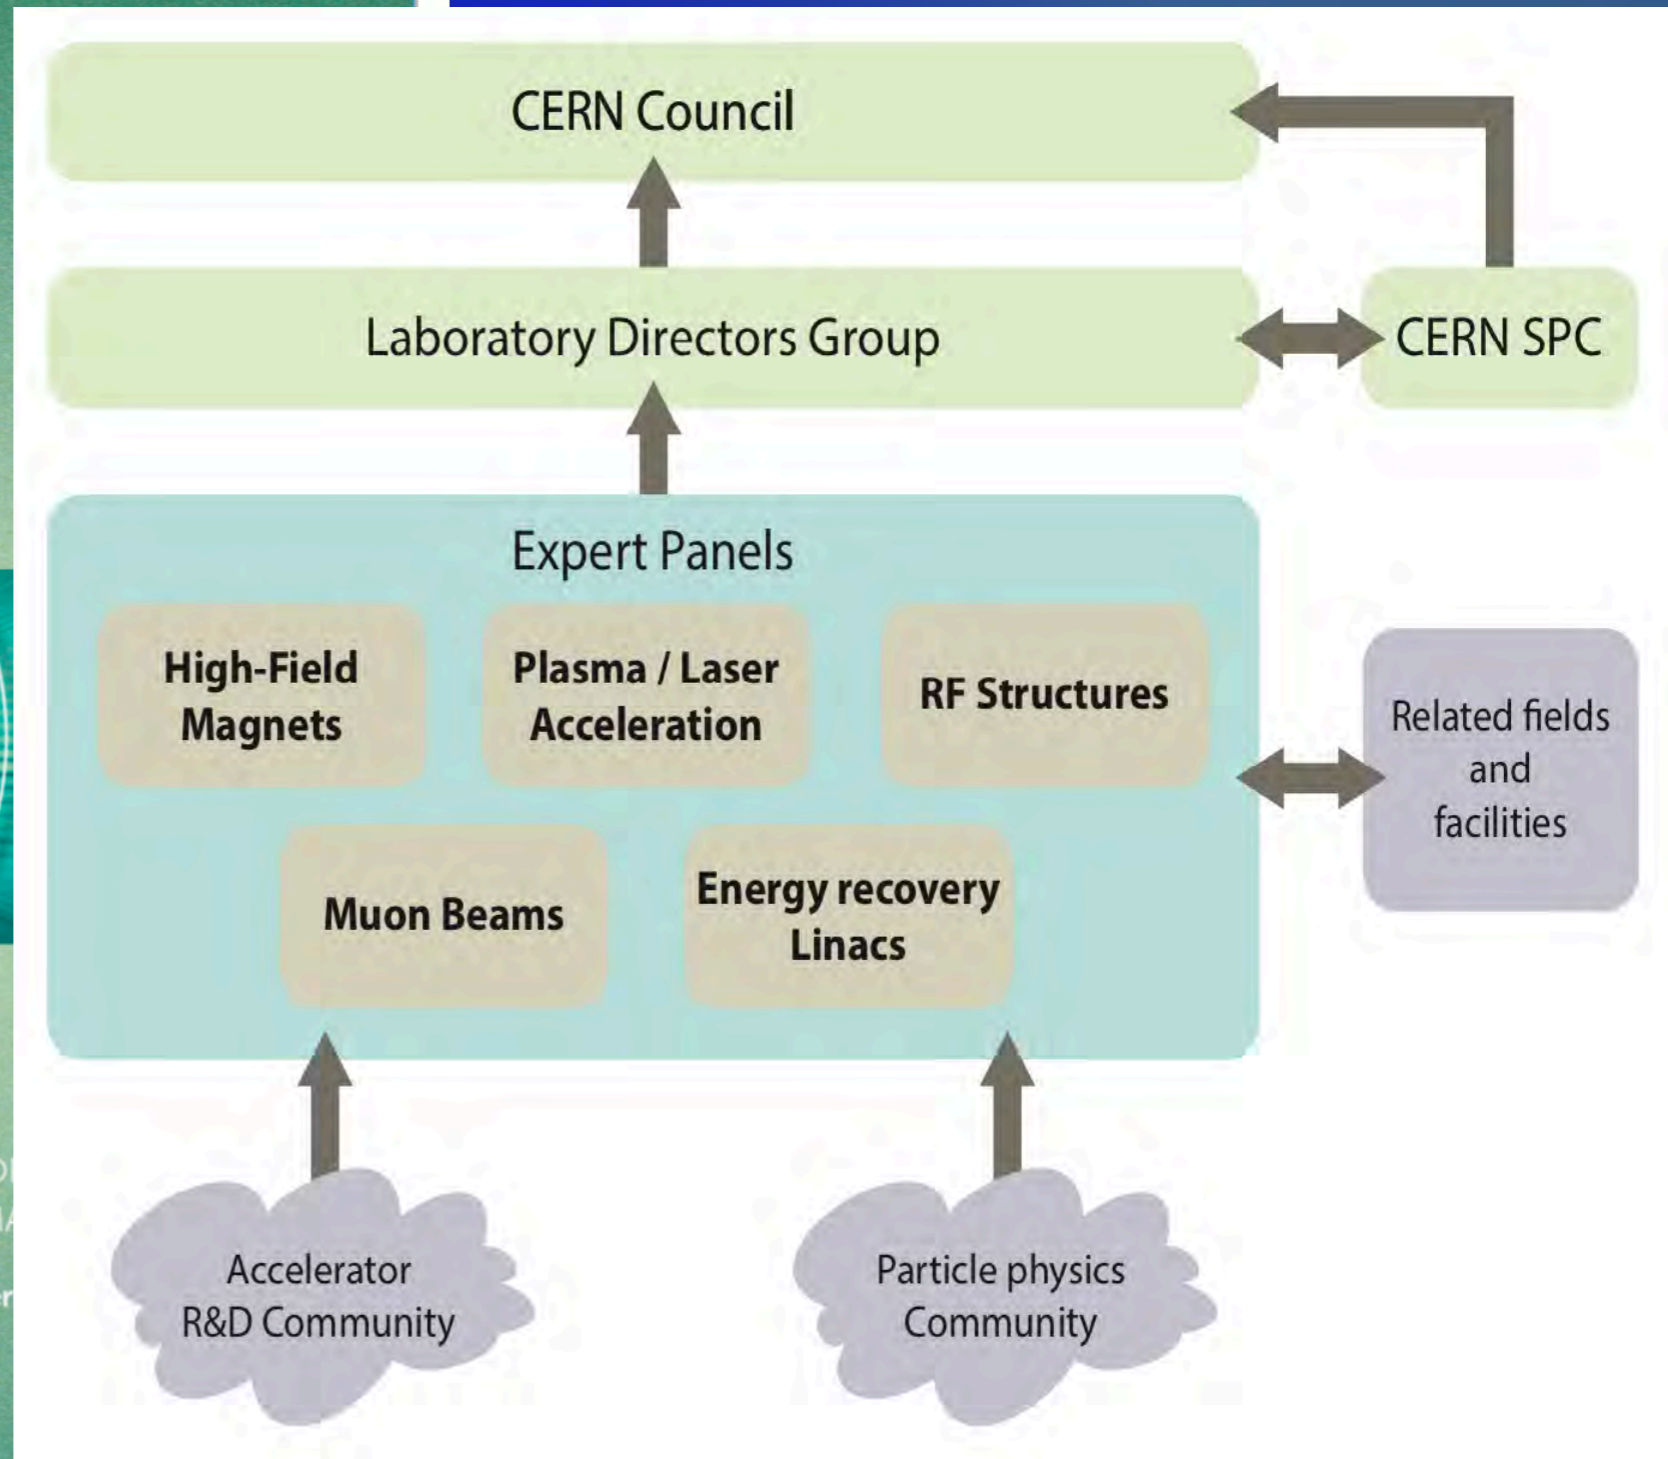 CERN Council
Laboratory Directors Group
CERN SPC
Expert Panels
High-Field
Magnets
Plasma / Laser
Acceleration
RF Structures
Muon Beams
Energy recovery
Linacs
Related fields
and
facilities
Accelerator
R&D Community
Particle physics
Community